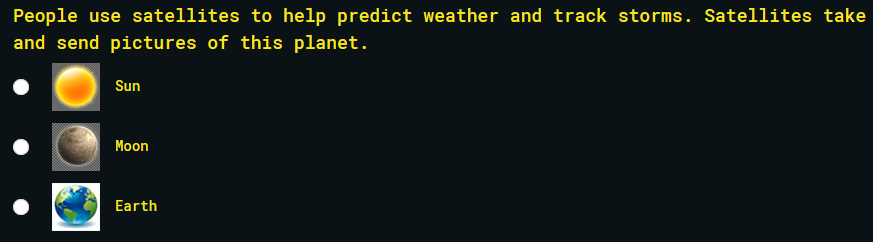 People use satellites to help predict weather and track storms. Satellites take
and send pictures of this planet.
Sun
Moon
Earth